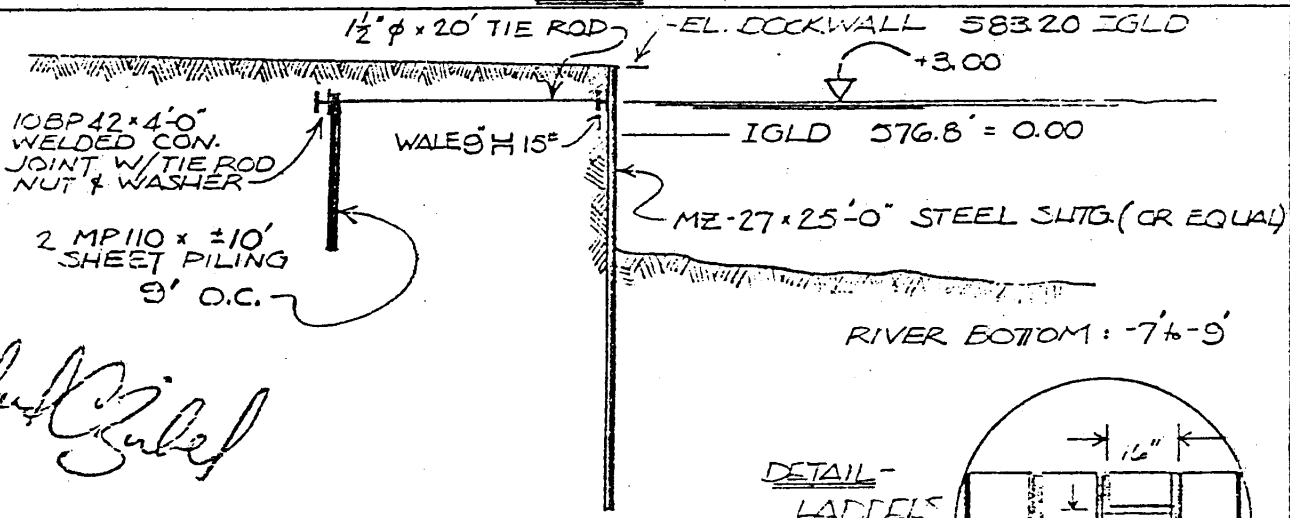 1½"φ x 20' TIE ROD
-EL. DOCKWALL 583.20 IGLD
+3.00
10BP42 x 4'-0"
WELDED CON.
JOINT W/TIE ROD
NUT & WASHER
WALE 9" H 15#
IGLD 576.8' = 0.00
MZ-27 x 25'-0" STEEL SHTG. (OR EQUAL)
2 MP110 x ±10'
SHEET PILING
9' O.C.
RIVER BOTTOM: -7' to -9'
16"
DETAIL-
LADDERS